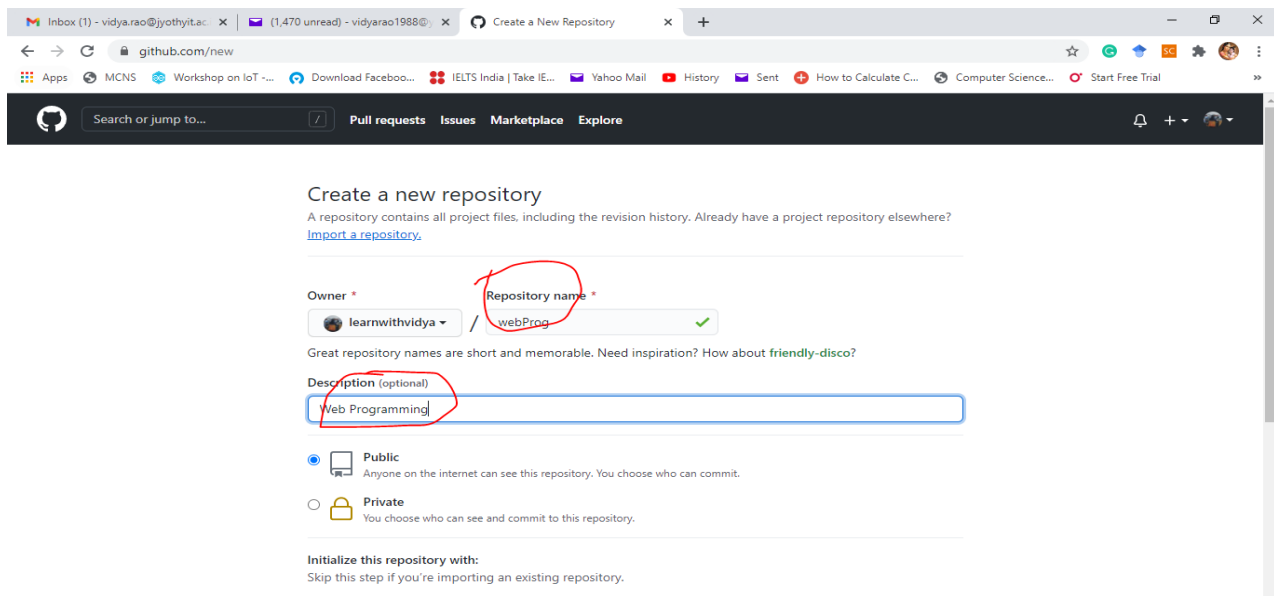 Inbox (1) - vidya.rao@jyothyit.ac. (1,470 unread) - vidyarao1988@ Create a New Repository
github.com/new
Apps MCNS Workshop on IoT -... Download Faceboo... IELTS India | Take IE... Yahoo Mail History Sent How to Calculate C... Computer Science... Start Free Trial »
Search or jump to... / Pull requests Issues Marketplace Explore
Create a new repository
A repository contains all project files, including the revision history. Already have a project repository elsewhere?
Import a repository.
Owner * Repository name *
learnwithvidya / webProg
Great repository names are short and memorable. Need inspiration? How about friendly-disco?
Description (optional)
Web Programming
Public
Anyone on the internet can see this repository. You choose who can commit.
Private
You choose who can see and commit to this repository.
Initialize this repository with:
Skip this step if you're importing an existing repository.